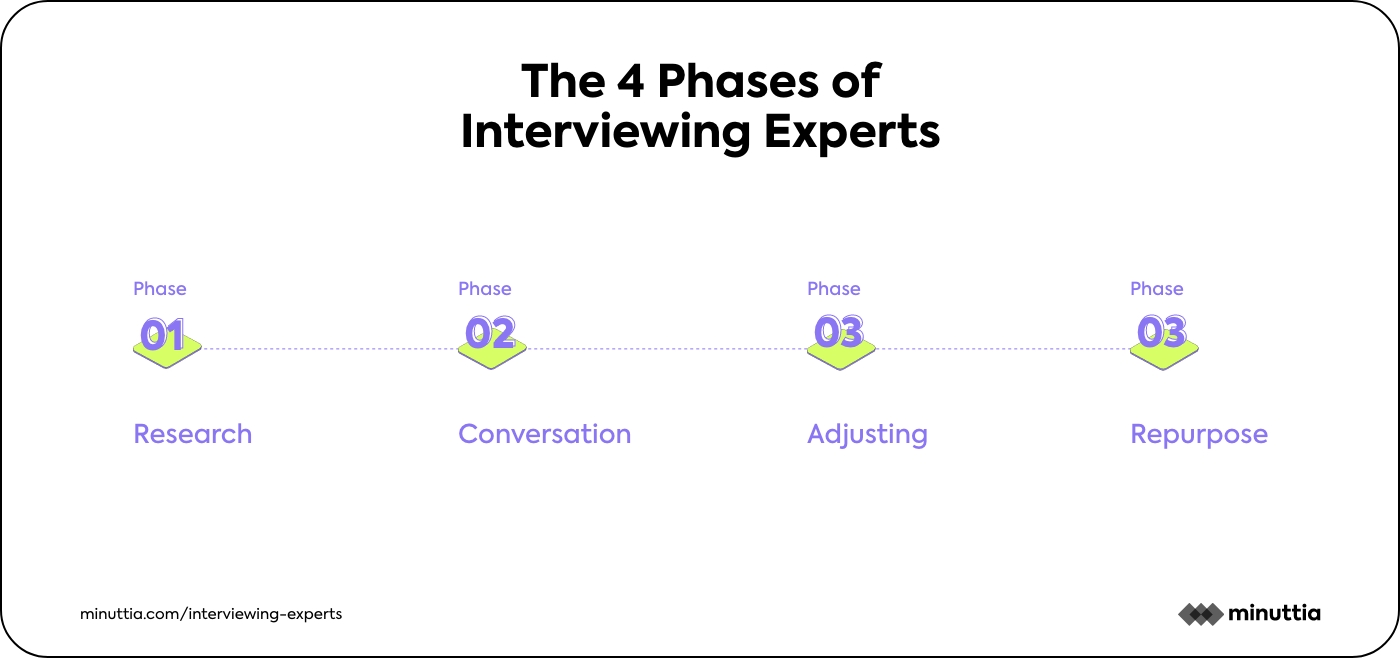 The 4 Phases of
Interviewing Experts
Phase
01
Research
Phase
02
Conversation
Phase
03
Adjusting
Phase
03
Repurpose
minuttia.com/interviewing-experts
minuttia